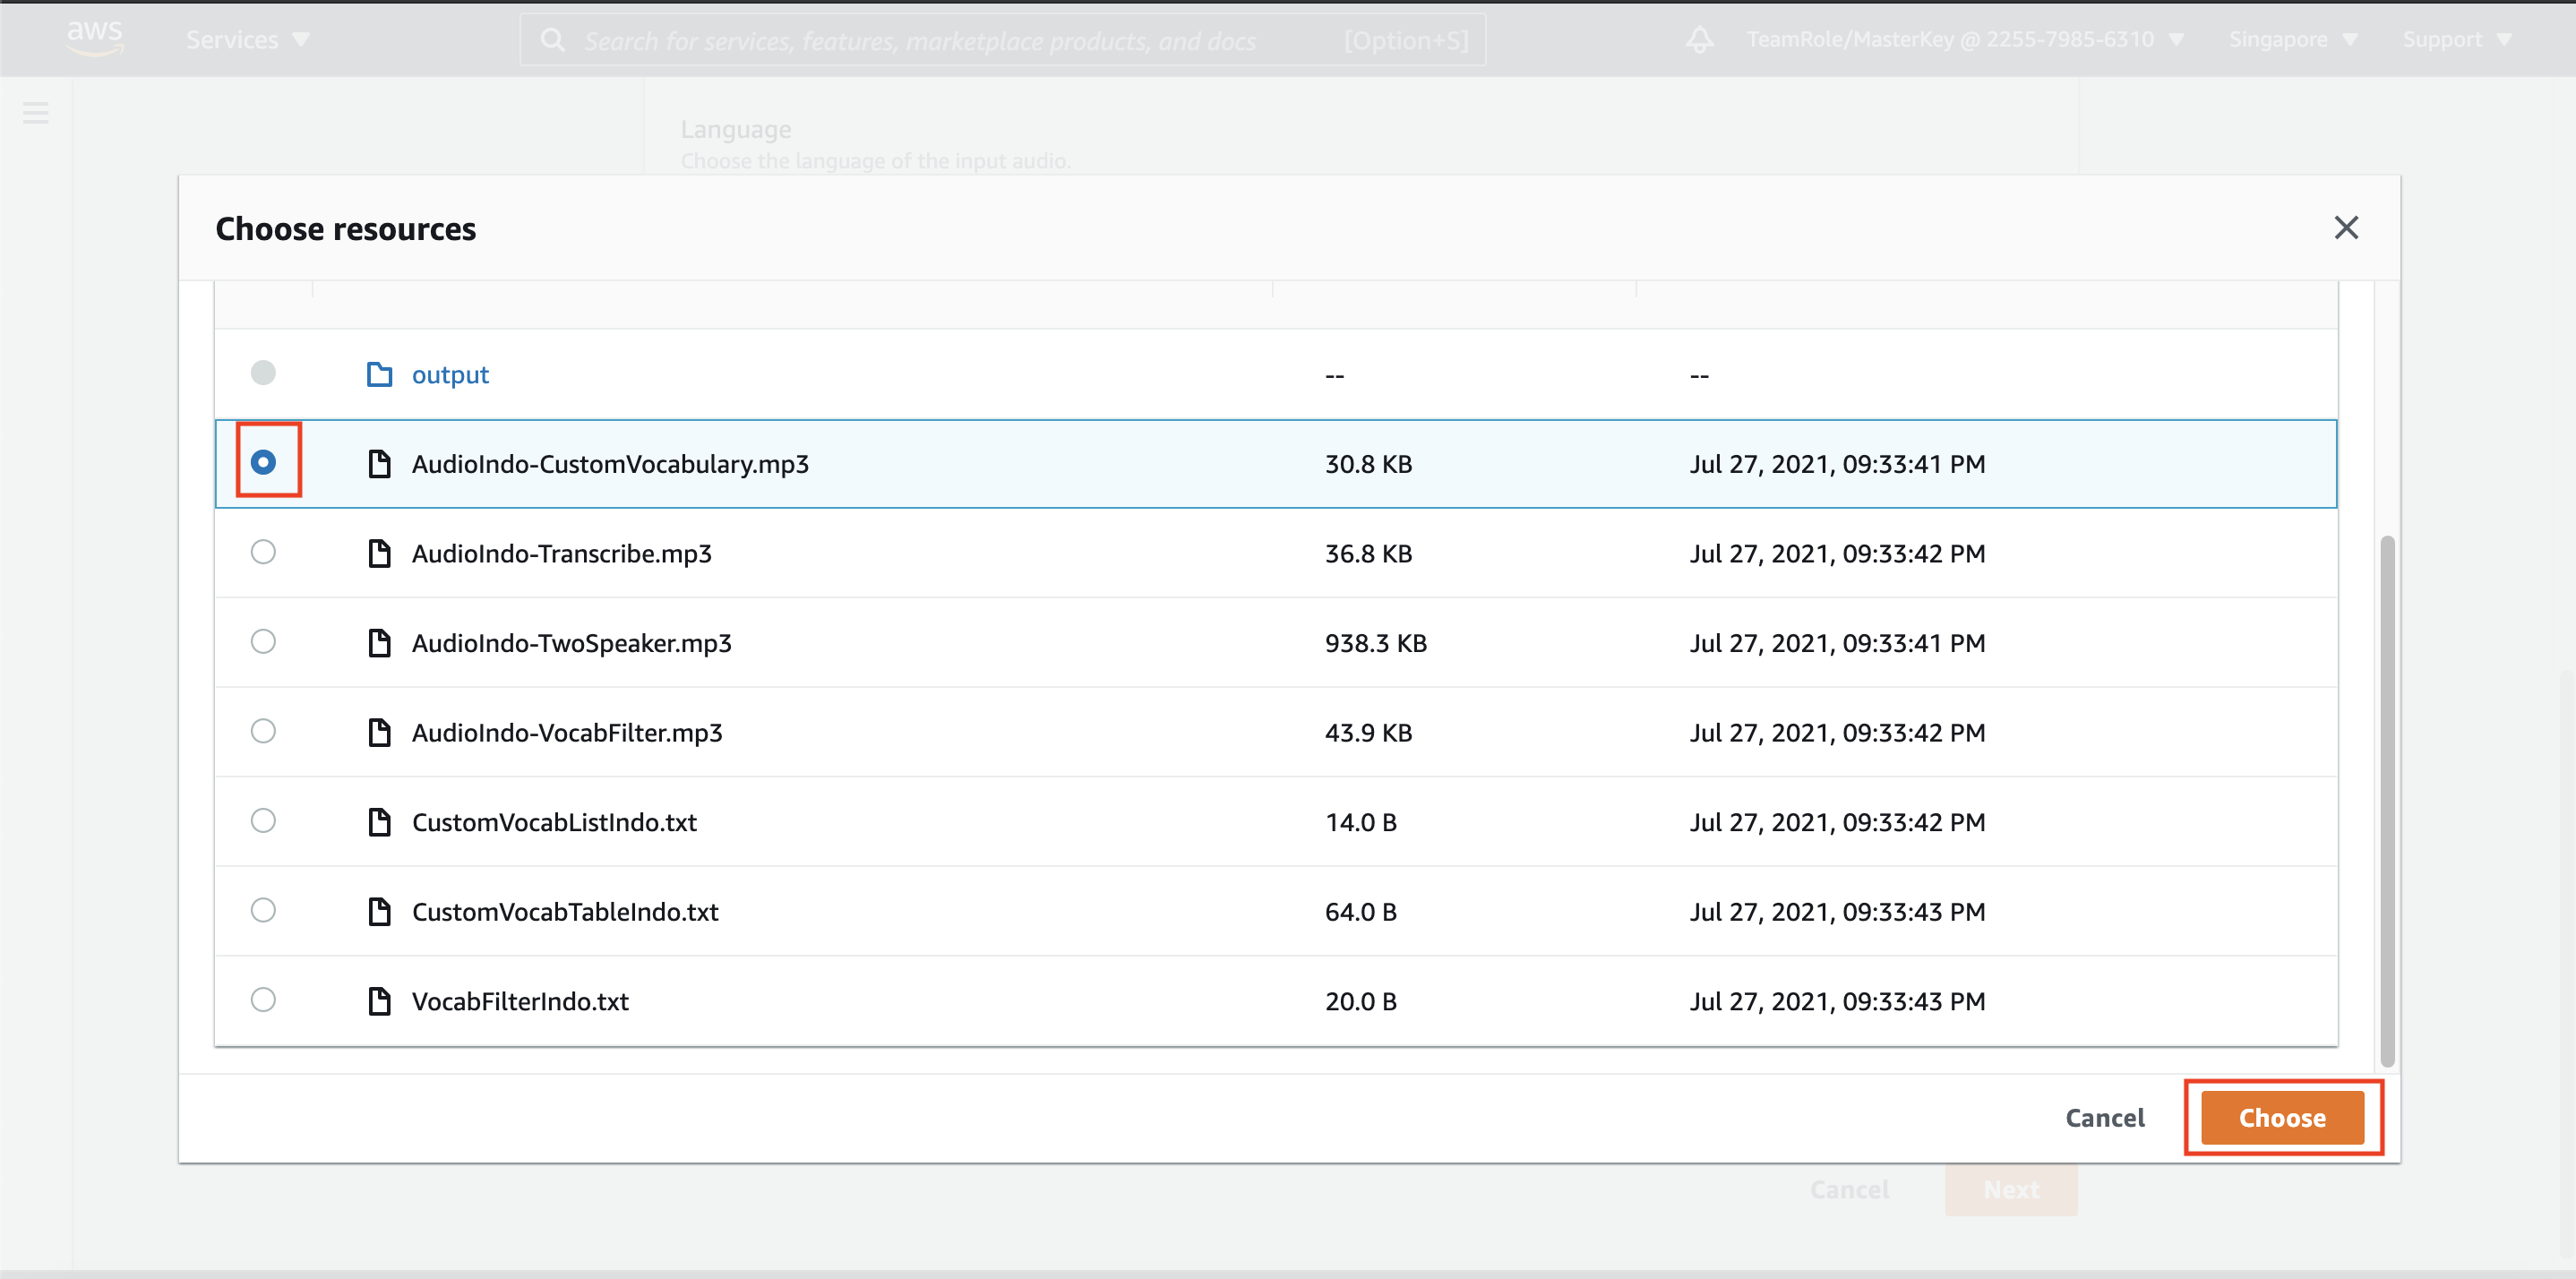 aws Services Search for services, features, marketplace products, and docs [Option+S] TeamRole/MasterKey @ 2255-7985-6310 Singapore Support
Language
Choose the language of the input audio.
Choose resources
output -- --
AudioIndo-CustomVocabulary.mp3 30.8 KB Jul 27, 2021, 09:33:41 PM
AudioIndo-Transcribe.mp3 36.8 KB Jul 27, 2021, 09:33:42 PM
AudioIndo-TwoSpeaker.mp3 938.3 KB Jul 27, 2021, 09:33:41 PM
AudioIndo-VocabFilter.mp3 43.9 KB Jul 27, 2021, 09:33:42 PM
CustomVocabListIndo.txt 14.0 B Jul 27, 2021, 09:33:42 PM
CustomVocabTableIndo.txt 64.0 B Jul 27, 2021, 09:33:43 PM
VocabFilterIndo.txt 20.0 B Jul 27, 2021, 09:33:43 PM
Cancel Choose
Cancel Next